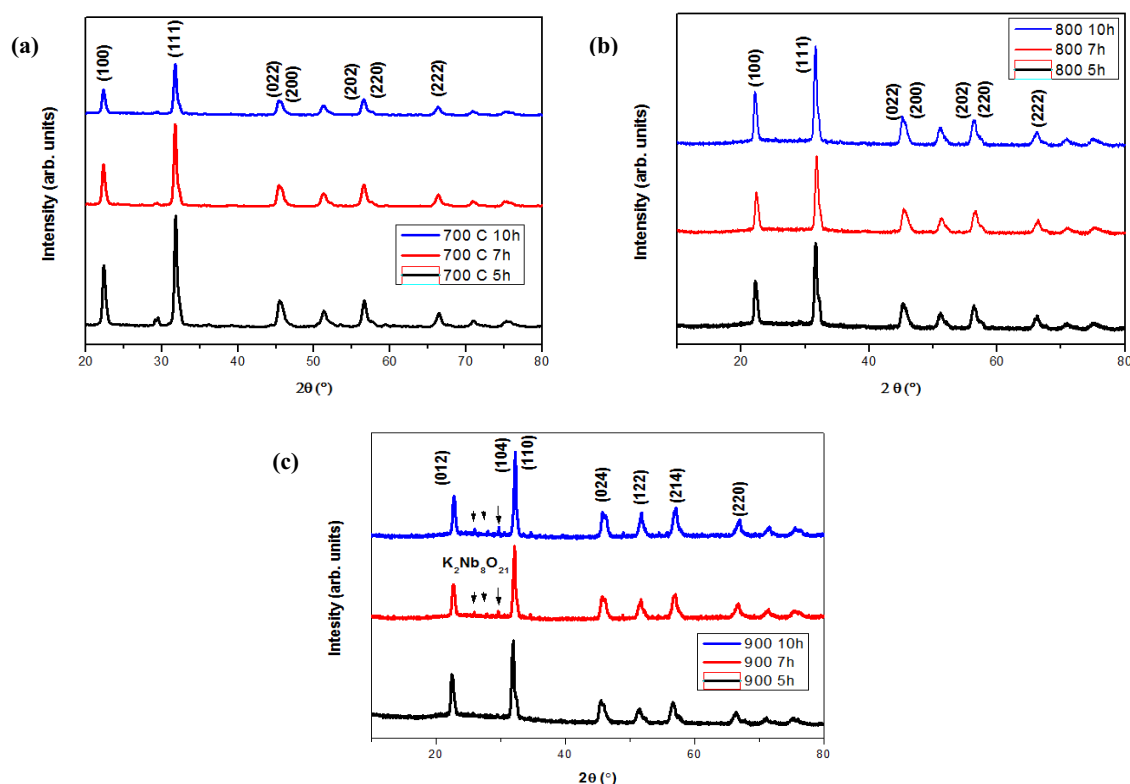 (a)
(100)
(111)
(022)
(200)
(202)
(220)
(222)
700 C 10h
700 C 7h
700 C 5h
Intensity (arb. units)
20 30 40 50 60 70 80
2θ (°)
(b)
(100)
(111)
(022)
(200)
(202)
(220)
(222)
800 10h
800 7h
800 5h
Intensity (arb. units)
20 40 60 80
2 θ (°)
(c)
(012)
(104)
(110)
(024)
(122)
(214)
(220)
K2Nb8O21
900 10h
900 7h
900 5h
Intesity (arb. units)
20 40 60 80
2θ (°)